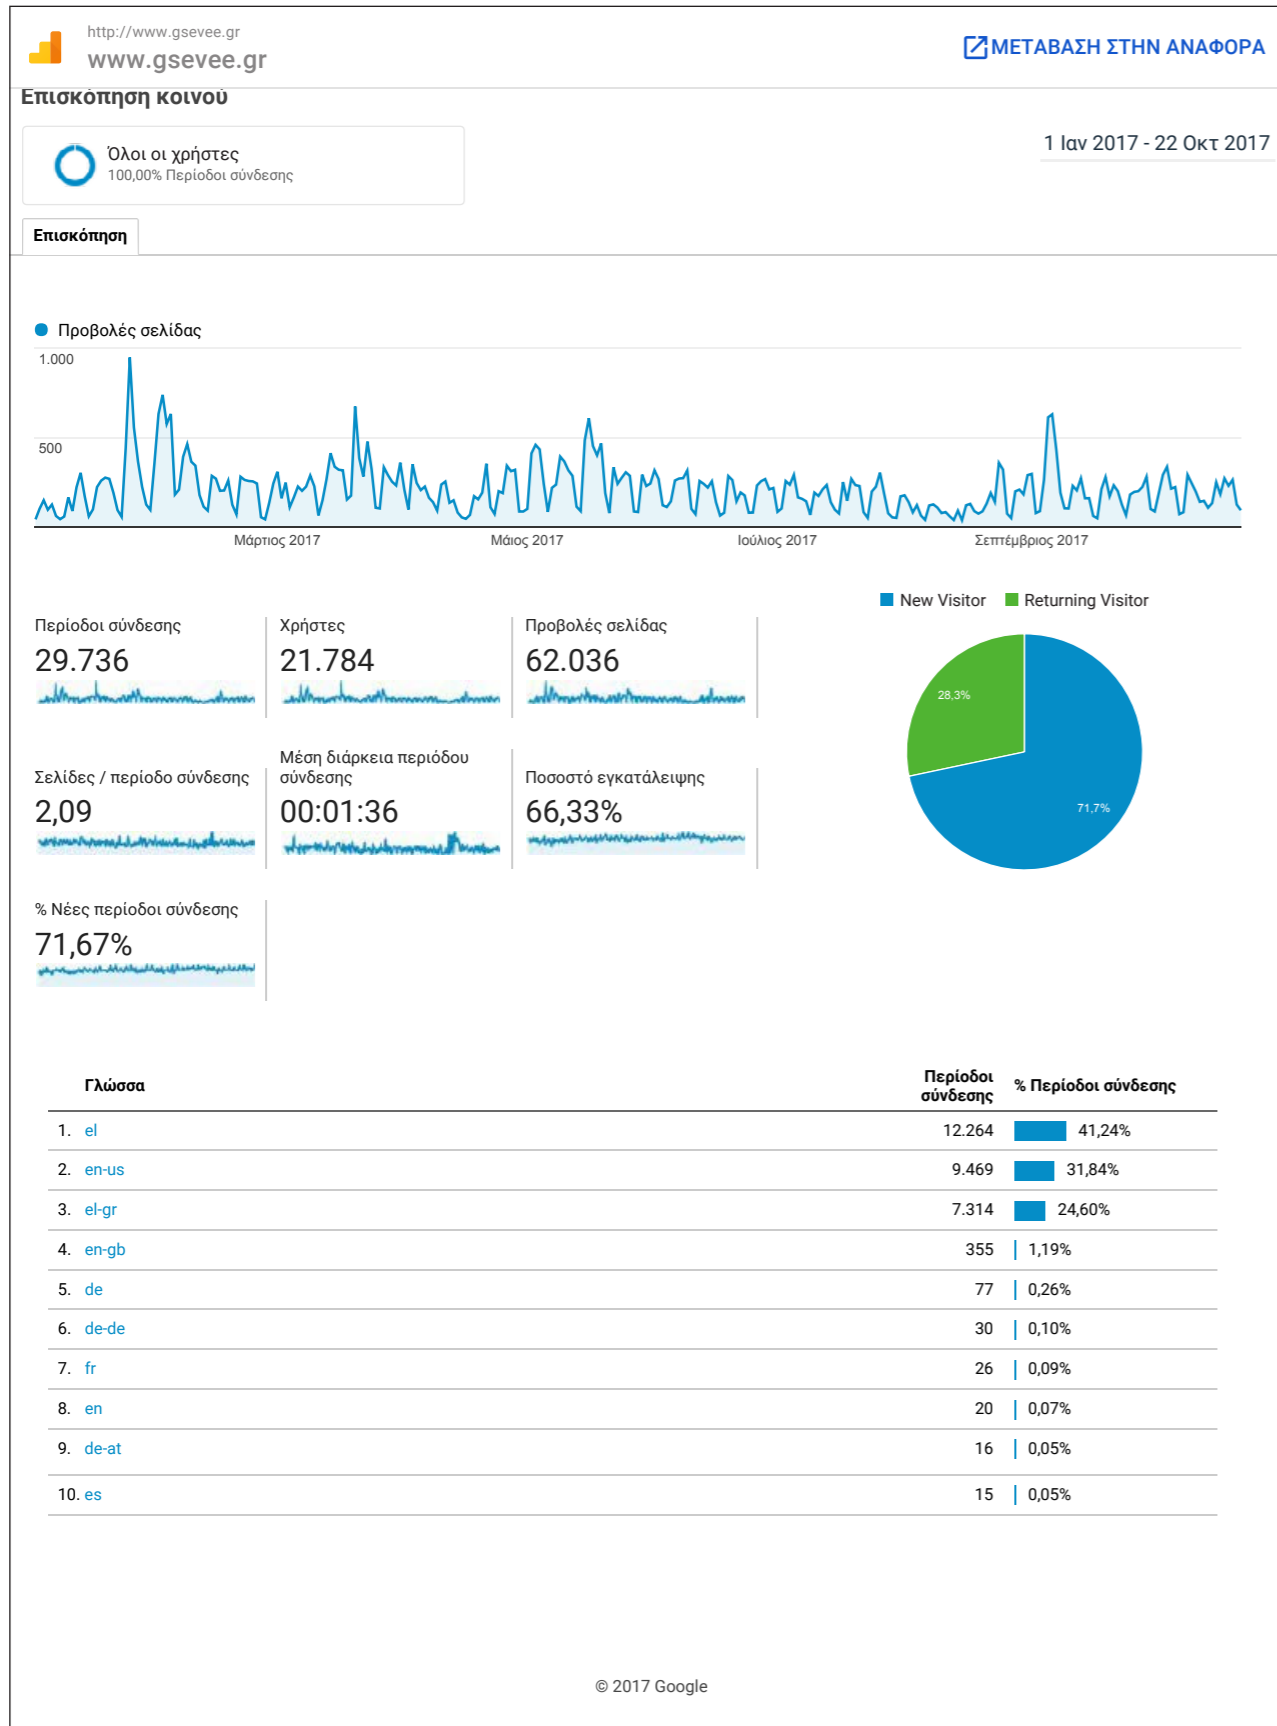 http://www.gsevee.gr
www.gsevee.gr
ΜΕΤΑΒΑΣΗ ΣΤΗΝ ΑΝΑΦΟΡΑ
Επισκόπηση κοινού
Όλοι οι χρήστες
100,00% Περίοδοι σύνδεσης
1 Ιαν 2017 - 22 Οκτ 2017
Επισκόπηση
Προβολές σελίδας
1.000
500
Μάρτιος 2017 Μάιος 2017 Ιούλιος 2017 Σεπτέμβριος 2017
New Visitor Returning Visitor
28,3%
71,7%
Περίοδοι σύνδεσης
29.736
Χρήστες
21.784
Προβολές σελίδας
62.036
Σελίδες / περίοδο σύνδεσης
2,09
Μέση διάρκεια περιόδου
σύνδεσης
00:01:36
Ποσοστό εγκατάλειψης
66,33%
% Νέες περίοδοι σύνδεσης
71,67%
Γλώσσα Περίοδοι σύνδεσης % Περίοδοι σύνδεσης
1. el 12.264 41,24%
2. en-us 9.469 31,84%
3. el-gr 7.314 24,60%
4. en-gb 355 1,19%
5. de 77 0,26%
6. de-de 30 0,10%
7. fr 26 0,09%
8. en 20 0,07%
9. de-at 16 0,05%
10. es 15 0,05%
© 2017 Google